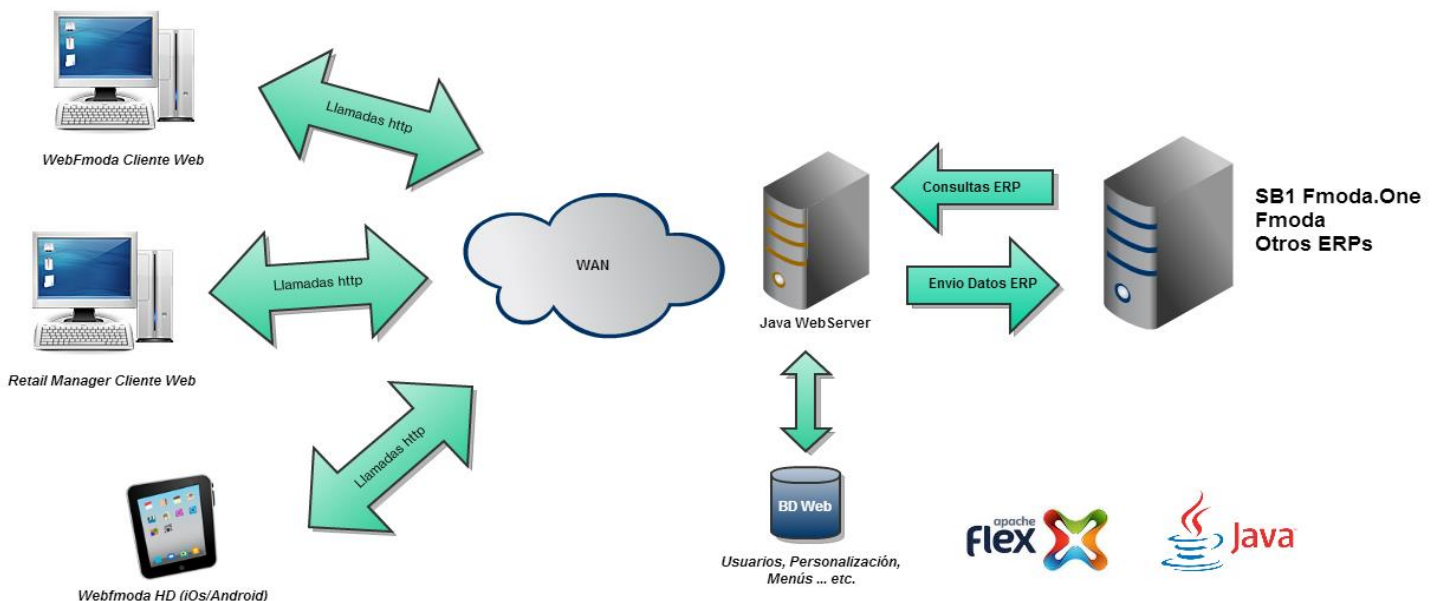 Llamadas http
WebFmoda Cliente Web
Llamadas http
Retail Manager Cliente Web
Llamadas http
Webfmoda HD (iOs/Android)
WAN
Java WebServer
Consultas ERP
Envio Datos ERP
SB1 Fmoda.One
Fmoda
Otros ERPs
BD Web
Usuarios, Personalización,
Menús ... etc.
apache
Flex
Java